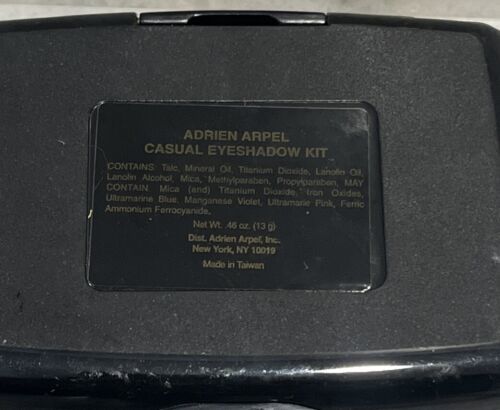 ADRIEN ARPEL
CASUAL EYESHADOW KIT
CONTAINS: Talc, Mineral Oil, Titanium Dioxide, Lanolin Oil,
Lanolin Alcohol, Mica, Methylparaben, Propylparaben, MAY
CONTAIN: Mica (and) Titanium Dioxide, Iron Oxides,
Ultramarine Blue, Manganese Violet, Ultramarie Pink, Ferric
Ammonium Ferrocyanide.
Net Wt. .46 oz. (13 g)
Dist. Adrien Arpel, Inc.
New York, NY 10019
Made in Taiwan